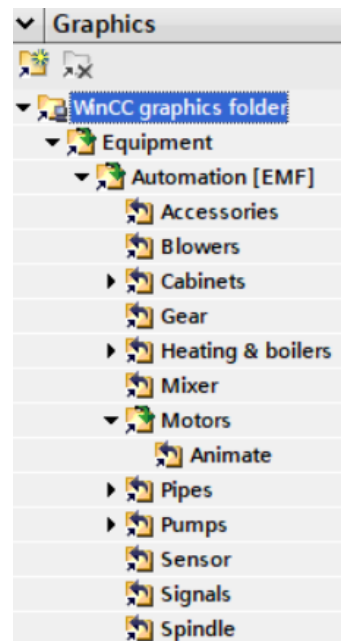 Graphics
WinCC graphics folder
Equipment
Automation [EMF]
Accessories
Blowers
Cabinets
Gear
Heating & boilers
Mixer
Motors
Animate
Pipes
Pumps
Sensor
Signals
Spindle